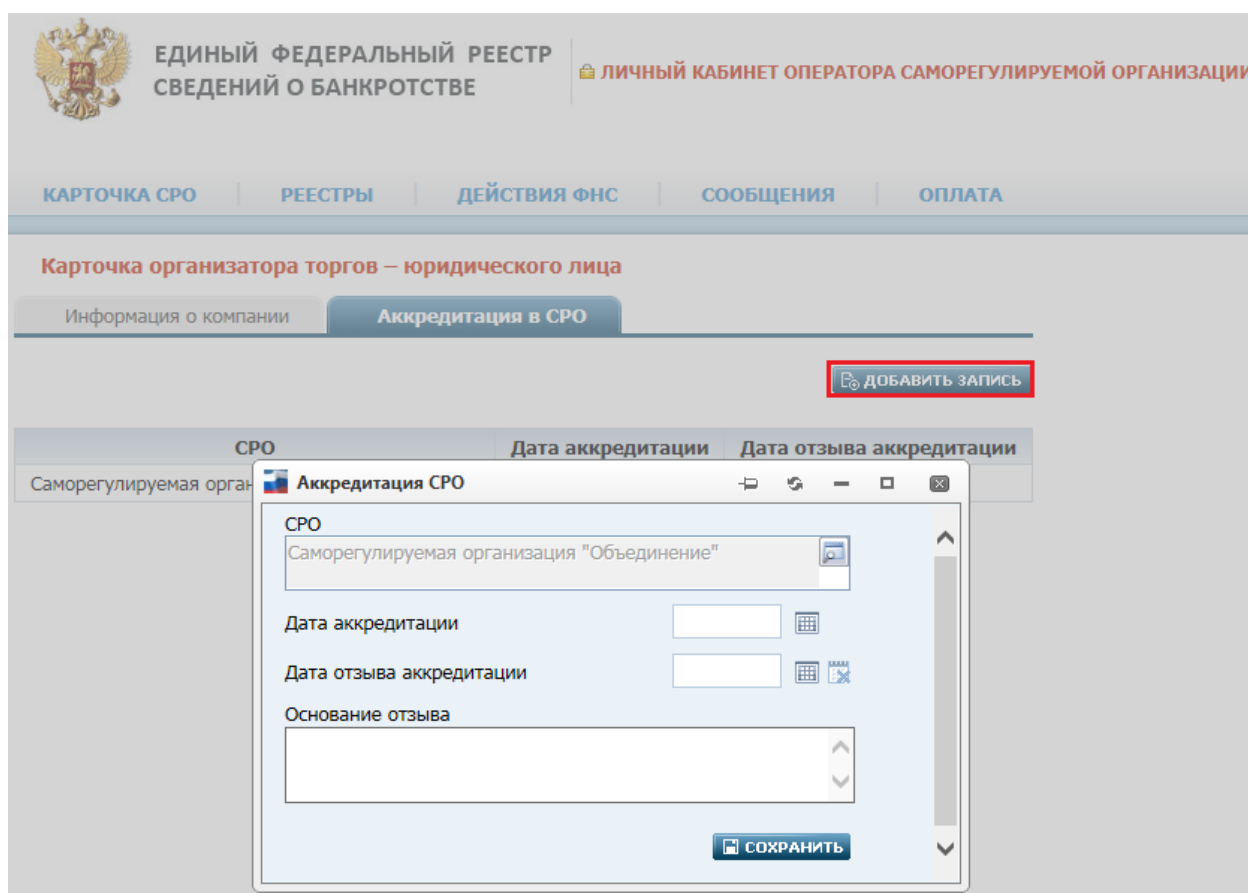 ЕДИНЫЙ ФЕДЕРАЛЬНЫЙ РЕЕСТР
СВЕДЕНИЙ О БАНКРОТСТВЕ
ЛИЧНЫЙ КАБИНЕТ ОПЕРАТОРА САМОРЕГУЛИРУЕМОЙ ОРГАНИЗАЦИИ
КАРТОЧКА СРО РЕЕСТРЫ ДЕЙСТВИЯ ФНС СООБЩЕНИЯ ОПЛАТА
Карточка организатора торгов – юридического лица
Информация о компании Аккредитация в СРО
ДОБАВИТЬ ЗАПИСЬ
СРО Дата аккредитации Дата отзыва аккредитации
Саморегулируемая орган
Аккредитация СРО
СРО
Саморегулируемая организация "Объединение"
Дата аккредитации
Дата отзыва аккредитации
Основание отзыва
СОХРАНИТЬ